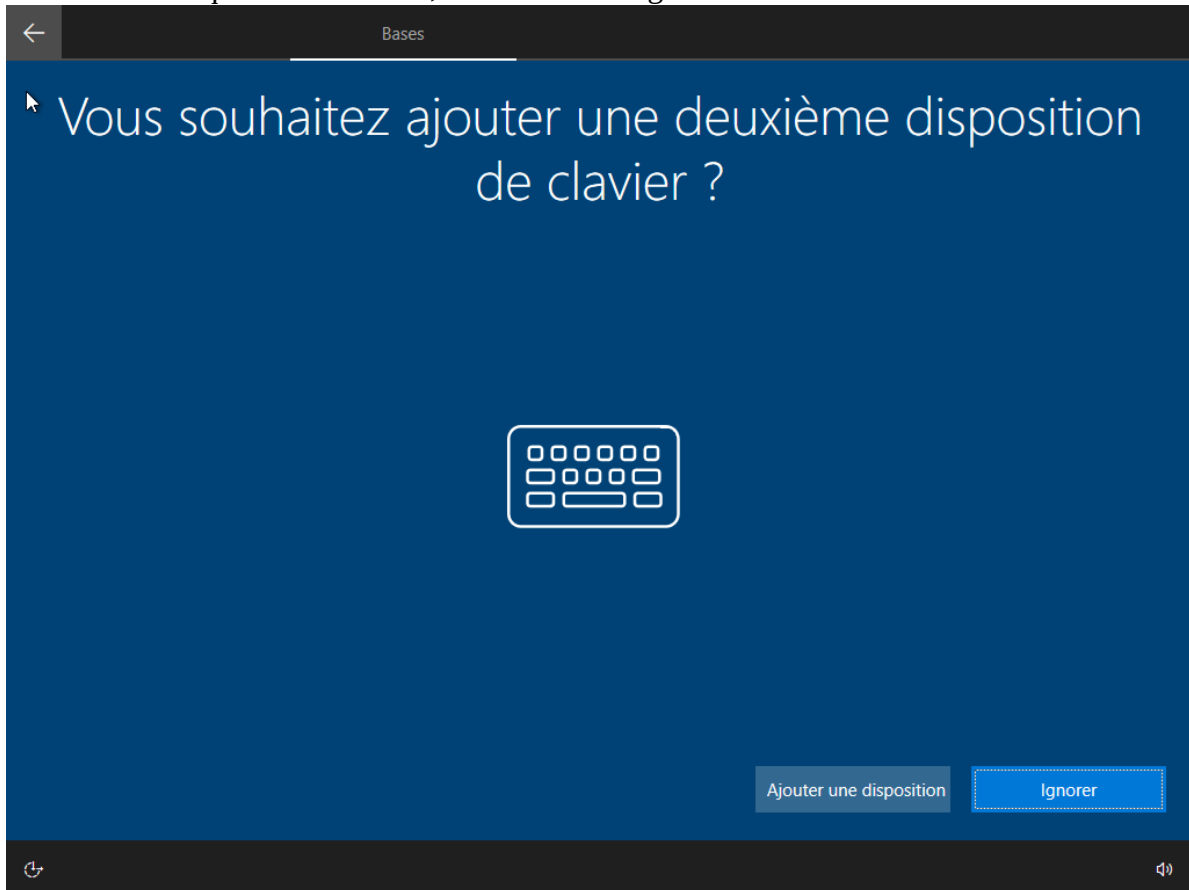 Bases
Vous souhaitez ajouter une deuxième disposition
de clavier ?
Ajouter une disposition
Ignorer